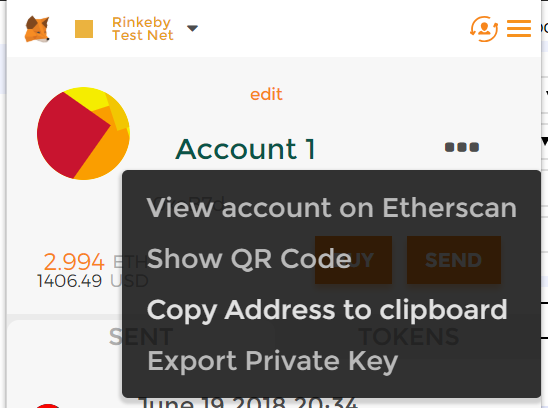 Rinkeby
Test Net
edit
Account 1
View account on Etherscan
2.994 ETH
Show QR Code
BUY
SEND
1406.49 USD
Copy Address to clipboard
SENT
TOKENS
Export Private Key
June 19 2018 20:34